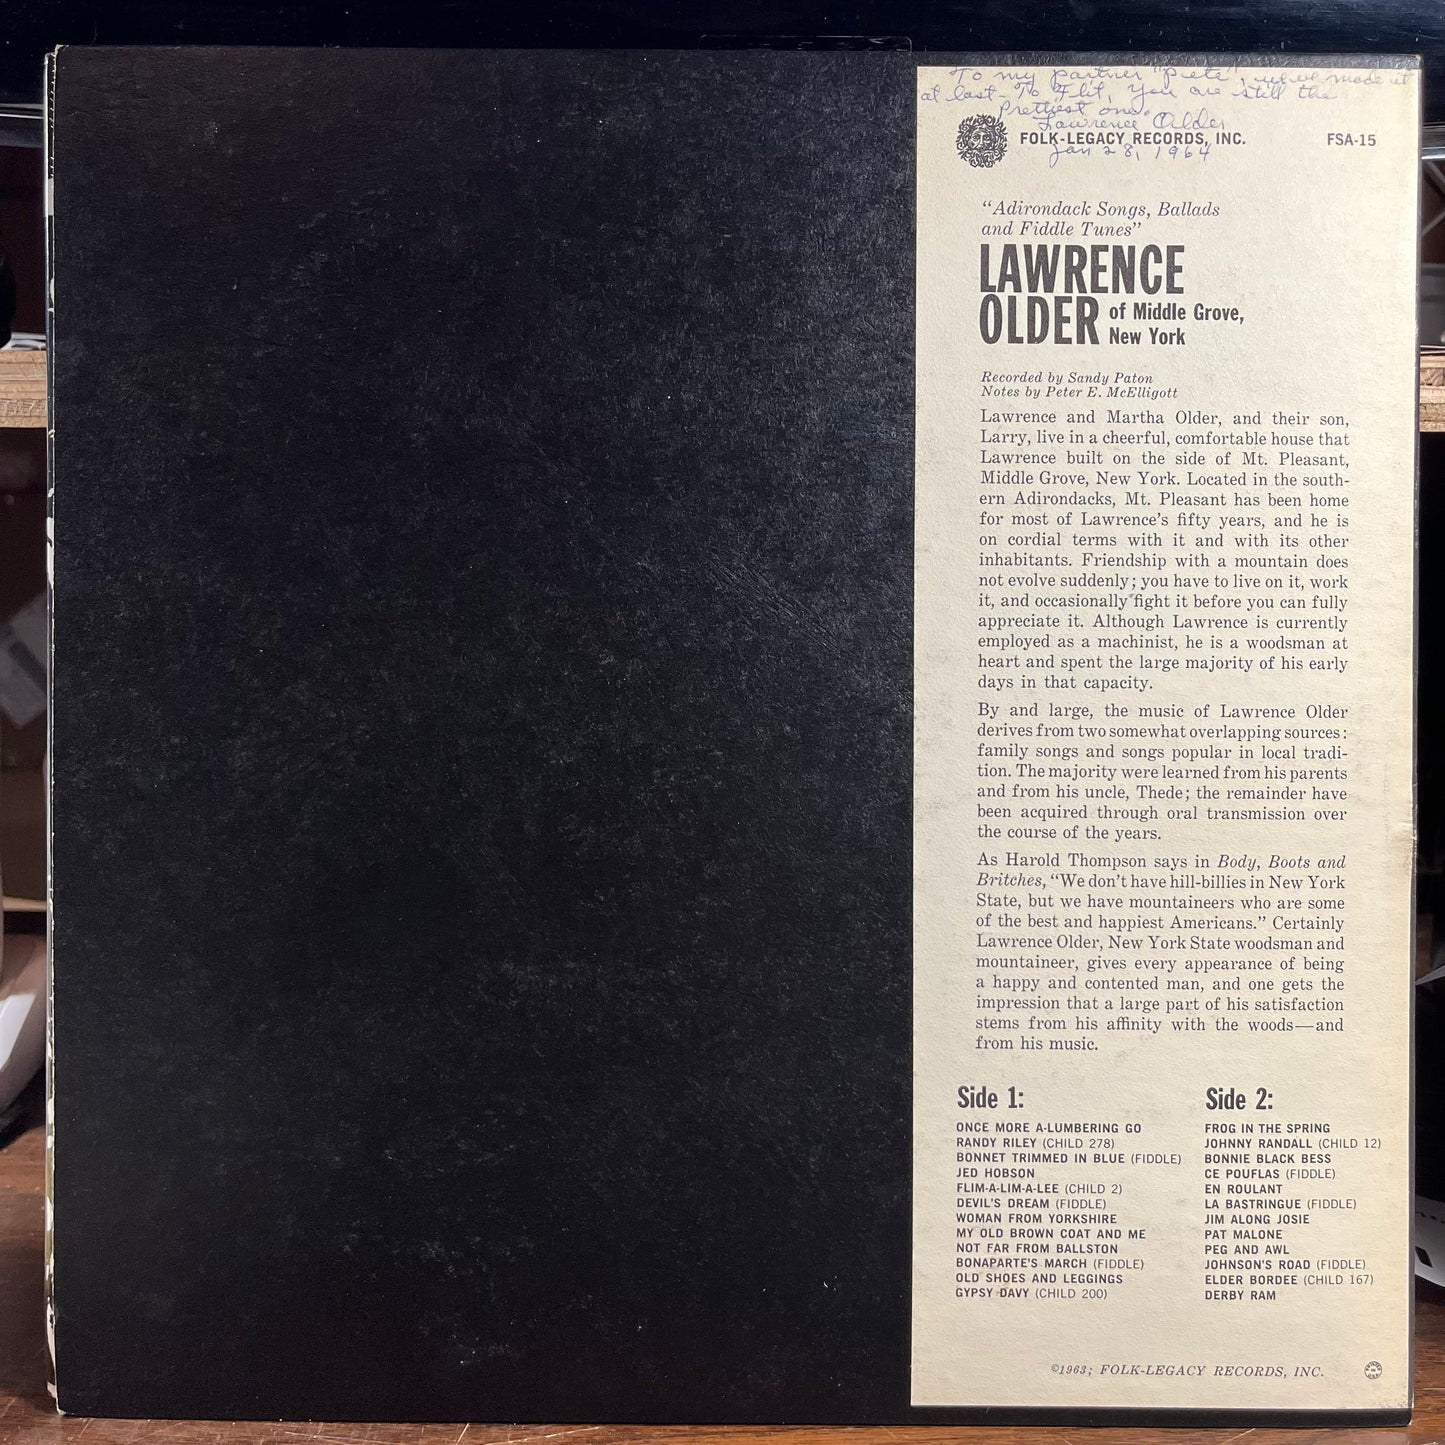 To my partner "Pete", we've made it
at last- To Flit, you are still the
prettiest one.
Lawrence Older
Jan 28, 1964
FOLK-LEGACY RECORDS, INC. FSA-15
“Adirondack Songs, Ballads
and Fiddle Tunes”
LAWRENCE
OLDER of Middle Grove,
New York
Recorded by Sandy Paton
Notes by Peter E. McElligott
Lawrence and Martha Older, and their son,
Larry, live in a cheerful, comfortable house that
Lawrence built on the side of Mt. Pleasant,
Middle Grove, New York. Located in the south-
ern Adirondacks, Mt. Pleasant has been home
for most of Lawrence’s fifty years, and he is
on cordial terms with it and with its other
inhabitants. Friendship with a mountain does
not evolve suddenly; you have to live on it, work
it, and occasionally fight it before you can fully
appreciate it. Although Lawrence is currently
employed as a machinist, he is a woodsman at
heart and spent the large majority of his early
days in that capacity.
By and large, the music of Lawrence Older
derives from two somewhat overlapping sources:
family songs and songs popular in local tradi-
tion. The majority were learned from his parents
and from his uncle, Thede; the remainder have
been acquired through oral transmission over
the course of the years.
As Harold Thompson says in Body, Boots and
Britches, “We don’t have hill-billies in New York
State, but we have mountaineers who are some
of the best and happiest Americans.” Certainly
Lawrence Older, New York State woodsman and
mountaineer, gives every appearance of being
a happy and contented man, and one gets the
impression that a large part of his satisfaction
stems from his affinity with the woods—and
from his music.
Side 1:
ONCE MORE A-LUMBERING GO
RANDY RILEY (CHILD 278)
BONNET TRIMMED IN BLUE (FIDDLE)
JED HOBSON
FLIM-A-LIM-A-LEE (CHILD 2)
DEVIL’S DREAM (FIDDLE)
WOMAN FROM YORKSHIRE
MY OLD BROWN COAT AND ME
NOT FAR FROM BALLSTON
BONAPARTE’S MARCH (FIDDLE)
OLD SHOES AND LEGGINGS
GYPSY DAVY (CHILD 200)
Side 2:
FROG IN THE SPRING
JOHNNY RANDALL (CHILD 12)
BONNIE BLACK BESS
CE POUFLAS (FIDDLE)
EN ROULANT
LA BASTRINGUE (FIDDLE)
JIM ALONG JOSIE
PAT MALONE
PEG AND AWL
JOHNSON’S ROAD (FIDDLE)
ELDER BORDEE (CHILD 167)
DERBY RAM
©1963; FOLK-LEGACY RECORDS, INC.